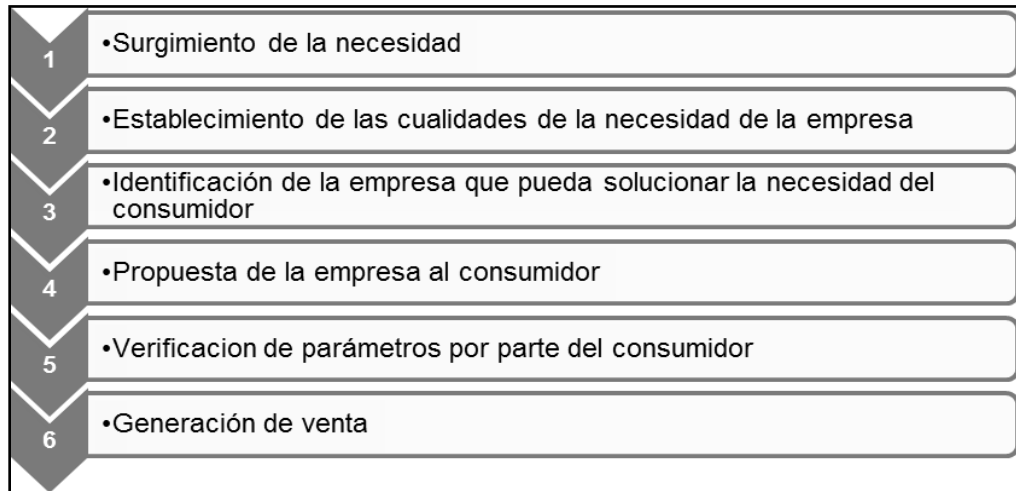 1
•Surgimiento de la necesidad
2
•Establecimiento de las cualidades de la necesidad de la empresa
3
•Identificación de la empresa que pueda solucionar la necesidad del
consumidor
4
•Propuesta de la empresa al consumidor
5
•Verificacion de parámetros por parte del consumidor
6
•Generación de venta